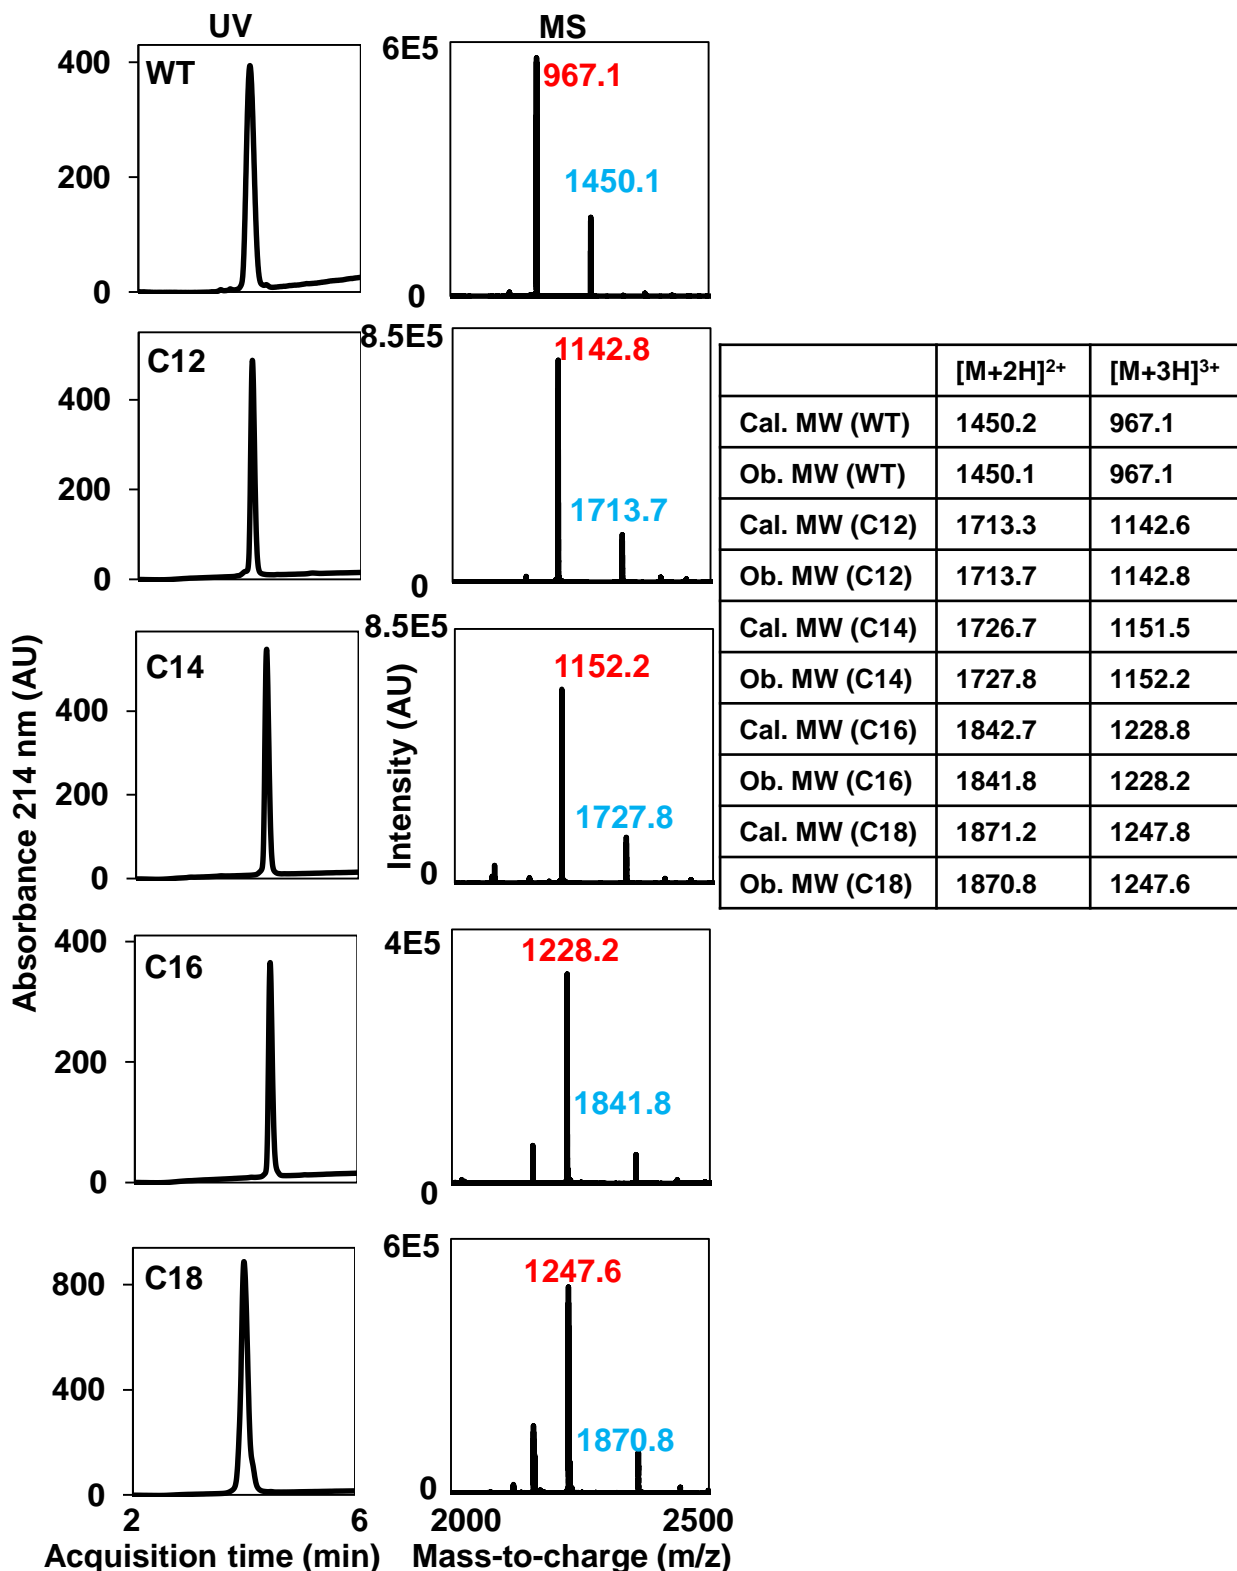 UV
MS
400
200
0
WT
6E5
0
967.1
1450.1
400
200
0
C12
8.5E5
0
1142.8
1713.7
400
200
0
C14
8.5E5
0
1152.2
1727.8
400
200
0
C16
4E5
0
1228.2
1841.8
800
400
0
C18
6E5
0
1247.6
1870.8
2 6
2000 2500
Absorbance 214 nm (AU)
Intensity (AU)
Acquisition time (min)
Mass-to-charge (m/z)
[M+2H]2+ [M+3H]3+
Cal. MW (WT) 1450.2 967.1
Ob. MW (WT) 1450.1 967.1
Cal. MW (C12) 1713.3 1142.6
Ob. MW (C12) 1713.7 1142.8
Cal. MW (C14) 1726.7 1151.5
Ob. MW (C14) 1727.8 1152.2
Cal. MW (C16) 1842.7 1228.8
Ob. MW (C16) 1841.8 1228.2
Cal. MW (C18) 1871.2 1247.8
Ob. MW (C18) 1870.8 1247.6